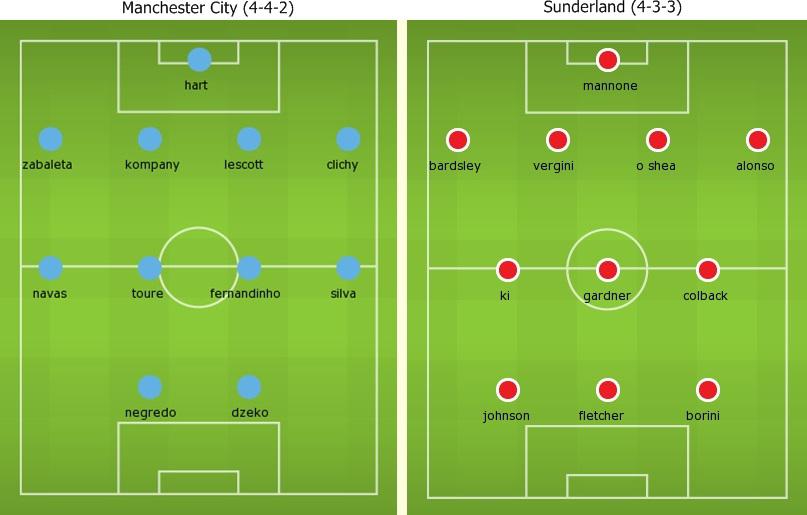 Manchester City (4-4-2)
hart
zabaleta kompany lescott clichy
navas toure fernandinho silva
negredo dzeko
Sunderland (4-3-3)
mannone
bardsley vergini o shea alonso
ki gardner colback
johnson fletcher borini